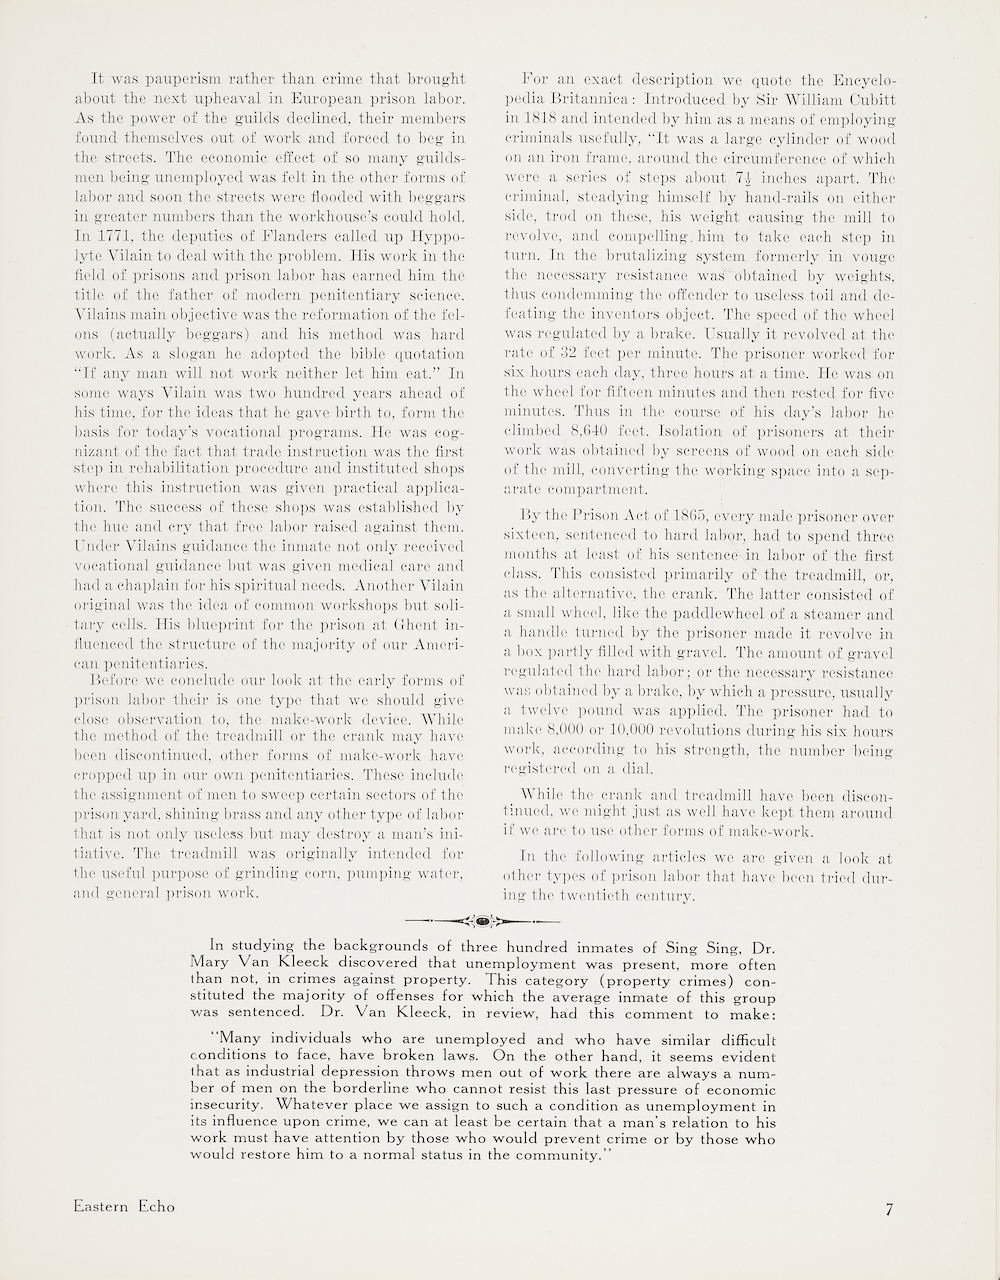 It was pauperism rather than crime that brought
about the next upheaval in European prison labor.
As the power of the guilds declined, their members
found themselves out of work and forced to beg in
the streets. The economic effect of so many guilds-
men being unemployed was felt in the other forms of
labor and soon the streets were flooded with beggars
in greater numbers than the workhouse's could hold.
In 1771, the deputies of Flanders called up Hyppo-
lyte Vilain to deal with the problem. His work in the
field of prisons and prison labor has earned him the
title of the father of modern penitentiary science.
Vilains main objective was the reformation of the fel-
ons (actually beggars) and his method was hard
work. As a slogan he adopted the bible quotation
"If any man will not work neither let him eat." In
some ways Vilain was two hundred years ahead of
his time, for the ideas that he gave birth to, form the
basis for today's vocational programs. He was cog-
nizant of the fact that trade instruction was the first
step in rehabilitation procedure and instituted shops
where this instruction was given practical applica-
tion. The success of these shops was established by
the hue and cry that free labor raised against them.
Under Vilains guidance the inmate not only received
vocational guidance but was given medical care and
had a chaplain for his spiritual needs. Another Vilain
original was the idea of common workshops but soli-
tary cells. His blueprint for the prison at Ghent in-
fluenced the structure of the majority of our Ameri-
can penitentiaries.
Before we conclude our look at the early forms of
prison labor their is one type that we should give
close observation to, the make-work device. While
the method of the treadmill or the crank may have
been discontinued, other forms of make-work have
cropped up in our own penitentiaries. These include
the assignment of men to sweep certain sectors of the
prison yard, shining brass and any other type of labor
that is not only useless but may destroy a man's ini-
tiative. The treadmill was originally intended for
the useful purpose of grinding corn, pumping water,
and general prison work.
For an exact description we quote the Encyclo-
pedia Britannica: Introduced by Sir William Cubitt
in 1818 and intended by him as a means of employing
criminals usefully, "It was a large cylinder of wood
on an iron frame, around the circumference of which
were a series of steps about 7½ inches apart. The
criminal, steadying himself by hand-rails on either
side, trod on these, his weight causing the mill to
revolve, and compelling him to take each step in
turn. In the brutalizing system formerly in vouge
the necessary resistance was obtained by weights,
thus condemming the offender to useless toil and de-
feating the inventors object. The speed of the wheel
was regulated by a brake. Usually it revolved at the
rate of 32 feet per minute. The prisoner worked for
six hours each day, three hours at a time. He was on
the wheel for fifteen minutes and then rested for five
minutes. Thus in the course of his day's labor he
climbed 8,640 feet. Isolation of prisoners at their
work was obtained by screens of wood on each side
of the mill, converting the working space into a sep-
arate compartment.
By the Prison Act of 1865, every male prisoner over
sixteen, sentenced to hard labor, had to spend three
months at least of his sentence in labor of the first
class. This consisted primarily of the treadmill, or,
as the alternative, the crank. The latter consisted of
a small wheel, like the paddlewheel of a steamer and
a handle turned by the prisoner made it revolve in
a box partly filled with gravel. The amount of gravel
regulated the hard labor; or the necessary resistance
was obtained by a brake, by which a pressure, usually
a twelve pound was applied. The prisoner had to
make 8,000 or 10,000 revolutions during his six hours
work, according to his strength, the number being
registered on a dial.
While the crank and treadmill have been discon-
tinued, we might just as well have kept them around
if we are to use other forms of make-work.
In the following articles we are given a look at
other types of prison labor that have been tried dur-
ing the twentieth century.
In studying the backgrounds of three hundred inmates of Sing Sing, Dr.
Mary Van Kleeck discovered that unemployment was present, more often
than not, in crimes against property. This category (property crimes) con-
stituted the majority of offenses for which the average inmate of this group
was sentenced. Dr. Van Kleeck, in review, had this comment to make:
"Many individuals who are unemployed and who have similar difficult
conditions to face, have broken laws. On the other hand, it seems evident
that as industrial depression throws men out of work there are always a num-
ber of men on the borderline who cannot resist this last pressure of economic
insecurity. Whatever place we assign to such a condition as unemployment in
its influence upon crime, we can at least be certain that a man's relation to his
work must have attention by those who would prevent crime or by those who
would restore him to a normal status in the community."
Eastern Echo
7